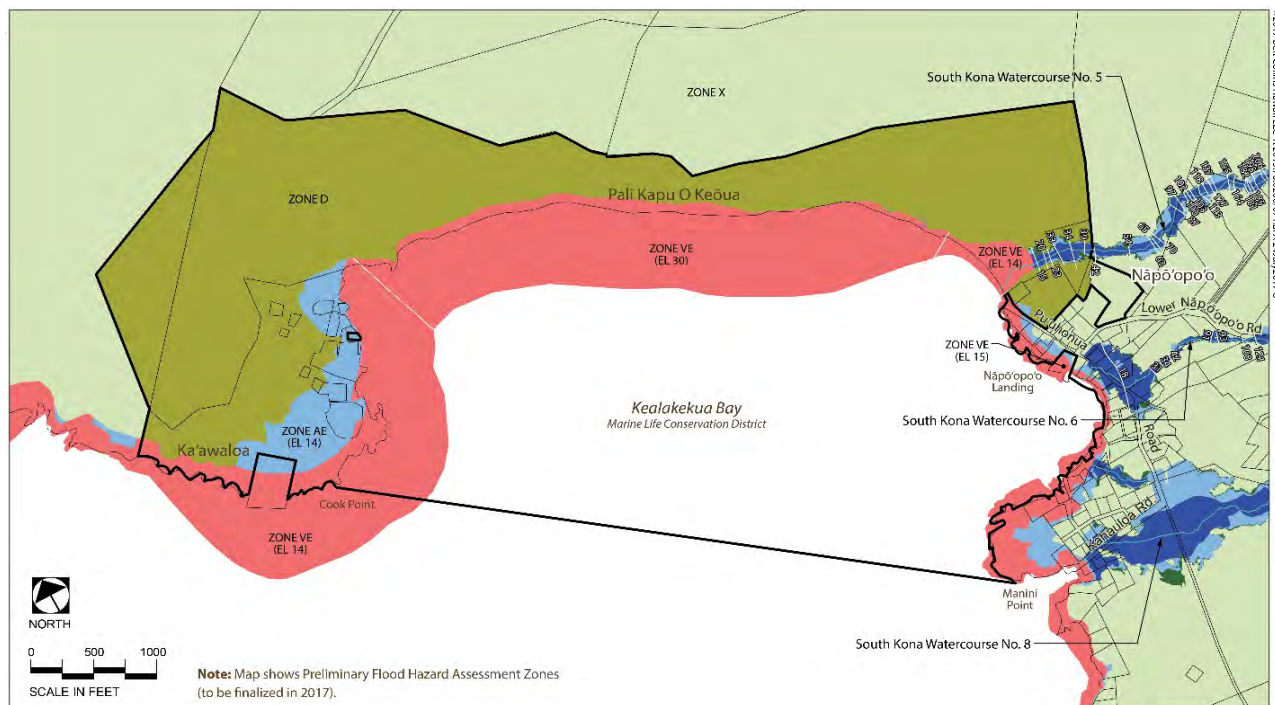 South Kona Watercourse No. 5
ZONE X
ZONE D
Pali Kapu O Keōua
ZONE VE
(EL 30)
ZONE VE
(EL 14)
Nāpō‘opo‘o
Lower Nāpō‘opo‘o Rd
Pu‘uhonua
ZONE VE
(EL 15)
Nāpō‘opo‘o
Landing
Kealakekua Bay
Marine Life Conservation District
South Kona Watercourse No. 6
ZONE AE
(EL 14)
Ka‘awaloa
Road
Cook Point
Kahauloa Rd
ZONE VE
(EL 14)
Manini
Point
NORTH
South Kona Watercourse No. 8
0 500 1000
SCALE IN FEET
Note: Map shows Preliminary Flood Hazard Assessment Zones
(to be finalized in 2017).